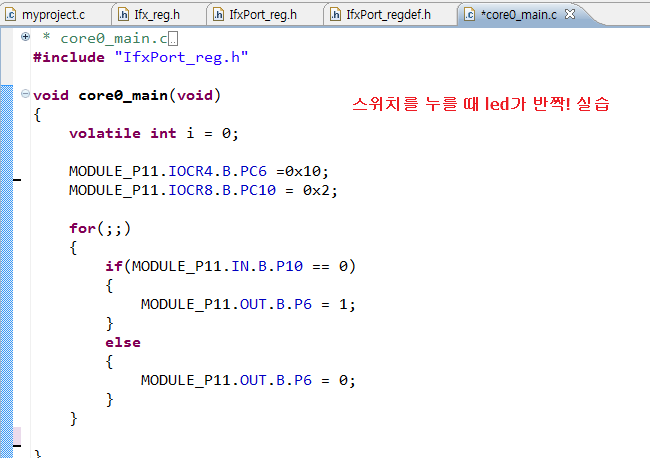 myproject.c
Ifx_reg.h
IfxPort_reg.h
IfxPort_regdef.h
*core0_main.c
* core0_main.c
#include "IfxPort_reg.h"
void core0_main(void)
스위치를 누를 때 led가 반짝! 실습
{
volatile int i = 0;
MODULE_P11.IOCR4.B.PC6 =0x10;
MODULE_P11.IOCR8.B.PC10 = 0x2;
for(;;)
{
if(MODULE_P11.IN.B.P10 == 0)
{
MODULE_P11.OUT.B.P6 = 1;
}
else
{
MODULE_P11.OUT.B.P6 = 0;
}
}
}